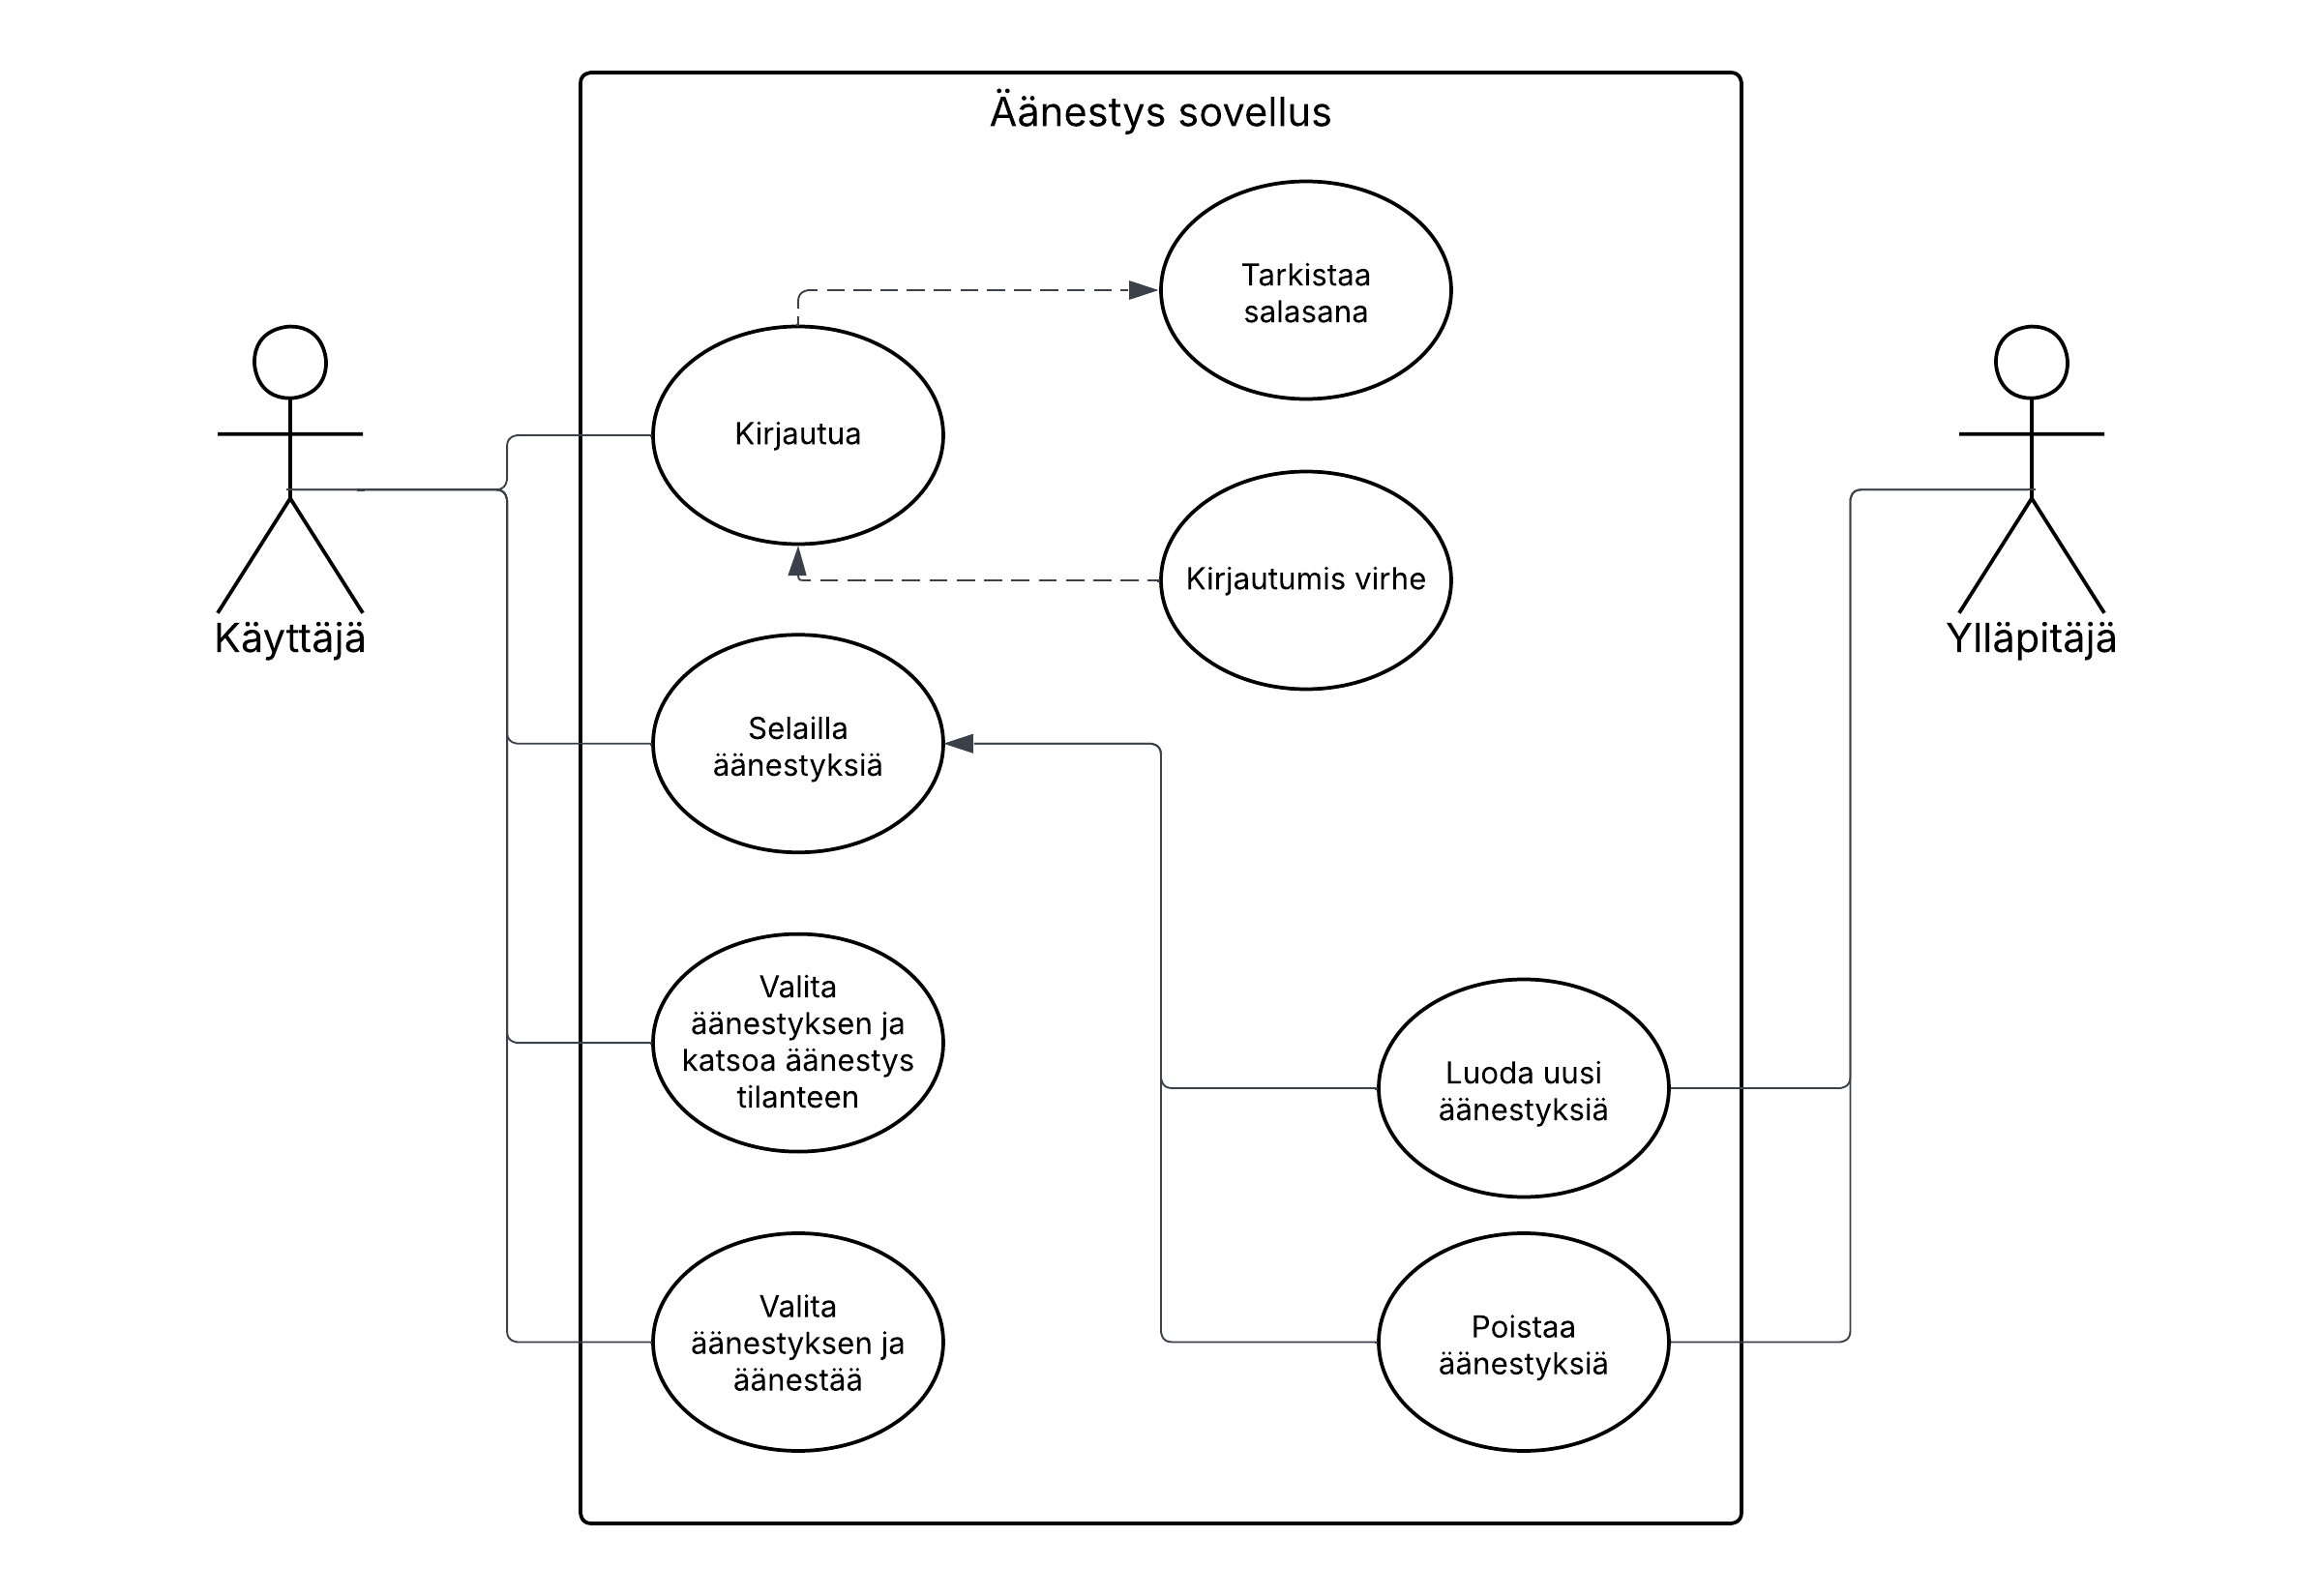 Äänestys sovellus
Tarkistaa
salasana
Kirjautua
Kirjautumis virhe
Käyttäjä
Ylläpitäjä
Selailla
äänestyksiä
Valita
äänestyksen ja
katsoa äänestys
tilanteen
Luoda uusi
äänestyksiä
Valita
äänestyksen ja
äänestää
Poistaa
äänestyksiä